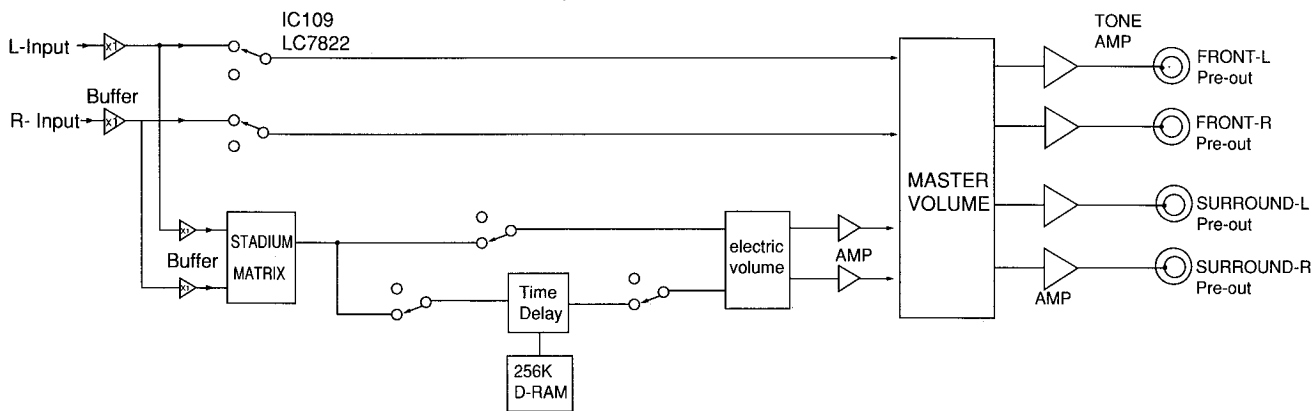 IC109
LC7822
TONE
AMP
L-Input
x1
FRONT-L
Pre-out
Buffer
R- Input
x1
FRONT-R
Pre-out
MASTER
VOLUME
x1
STADIUM
MATRIX
Buffer
x1
electric
volume
AMP
SURROUND-L
Pre-out
SURROUND-R
Pre-out
AMP
Time
Delay
256K
D-RAM